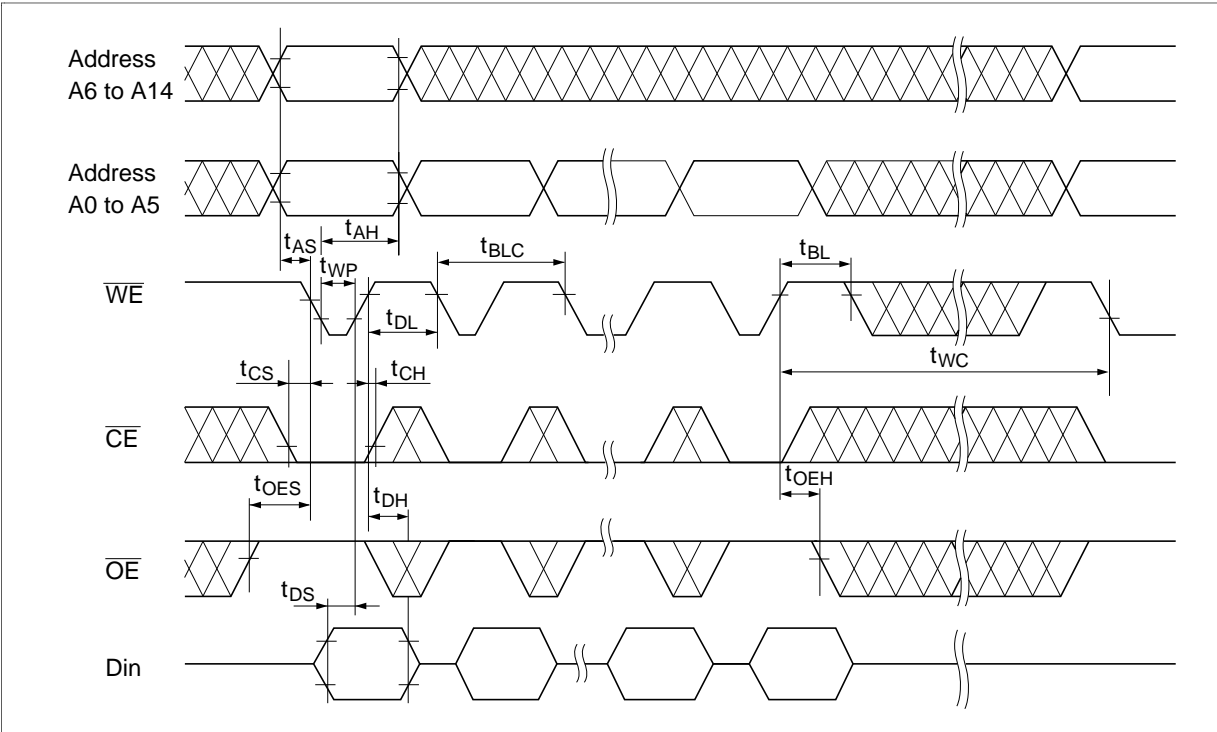 Address
A6 to A14
Address
A0 to A5
tAS
tAH
tWP
tBLC
tBL
WE
tDL
tWC
tCS
tCH
CE
tOES
tDH
tOEH
OE
tDS
Din